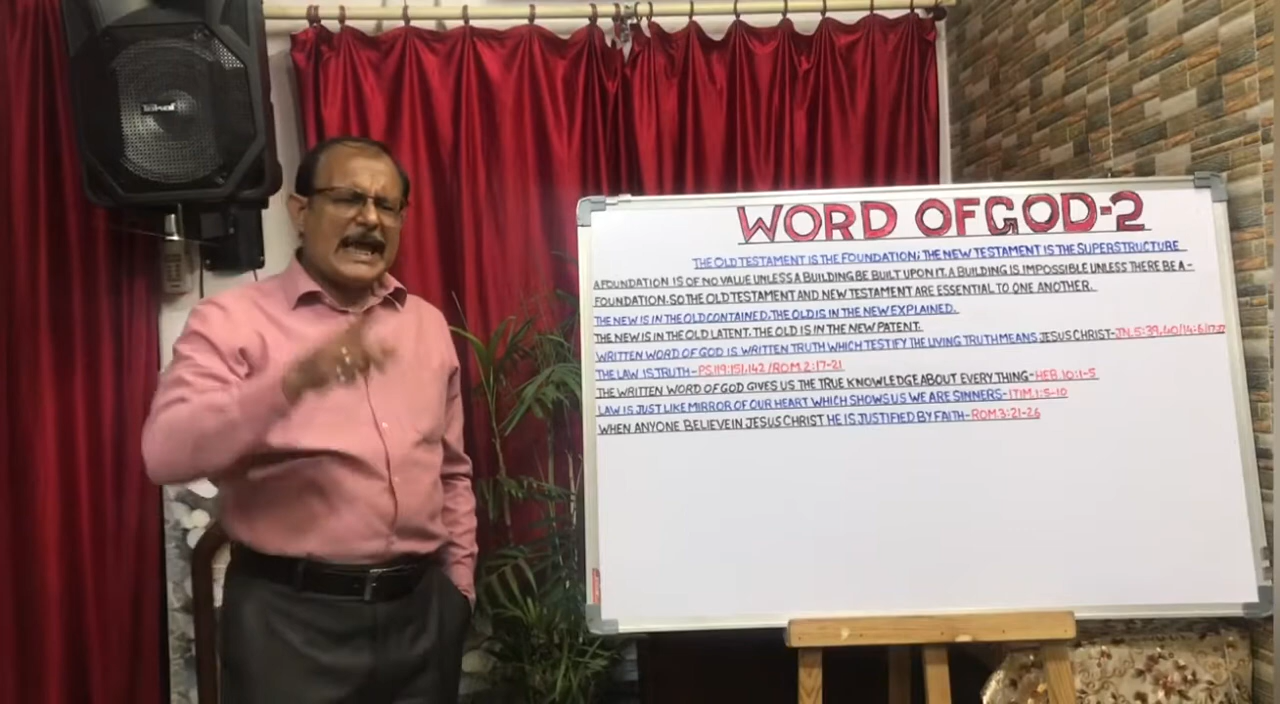 WORD OF GOD-2
THE OLD TESTAMENT IS THE FOUNDATION; THE NEW TESTAMENT IS THE SUPERSTRUCTURE
A FOUNDATION IS OF NO VALUE UNLESS A BUILDING BE BUILT UPON IT. A BUILDING IS IMPOSSIBLE UNLESS THERE BE A-
FOUNDATION. SO THE OLD TESTAMENT AND NEW TESTAMENT ARE ESSENTIAL TO ONE ANOTHER.
THE NEW IS IN THE OLD CONTAINED. THE OLD IS IN THE NEW EXPLAINED.
THE NEW IS IN THE OLD LATENT. THE OLD IS IN THE NEW PATENT.
WRITTEN WORD OF GOD IS WRITTEN TRUTH WHICH TESTIFY THE LIVING TRUTH MEANS JESUS CHRIST-JN.5:39,40/14:6/17:17
THE LAW IS TRUTH-PS.119:151,142/ROM.2:17-21
THE WRITTEN WORD OF GOD GIVES US THE TRUE KNOWLEDGE ABOUT EVERY THING-HEB.10:1-5
LAW IS JUST LIKE MIRROR OF OUR HEART WHICH SHOWS US WE ARE SINNERS-1TIM.1:5-10
WHEN ANYONE BELIEVE IN JESUS CHRIST HE IS JUSTIFIED BY FAITH-ROM.3:21-26